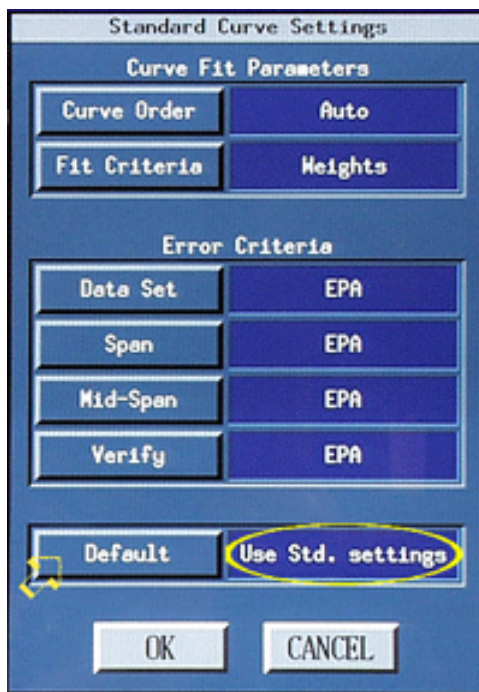 Standard Curve Settings
Curve Fit Parameters
Curve Order Auto
Fit Criteria Weights
Error Criteria
Data Set EPA
Span EPA
Mid-Span EPA
Verify EPA
Default Use Std. settings
OK CANCEL